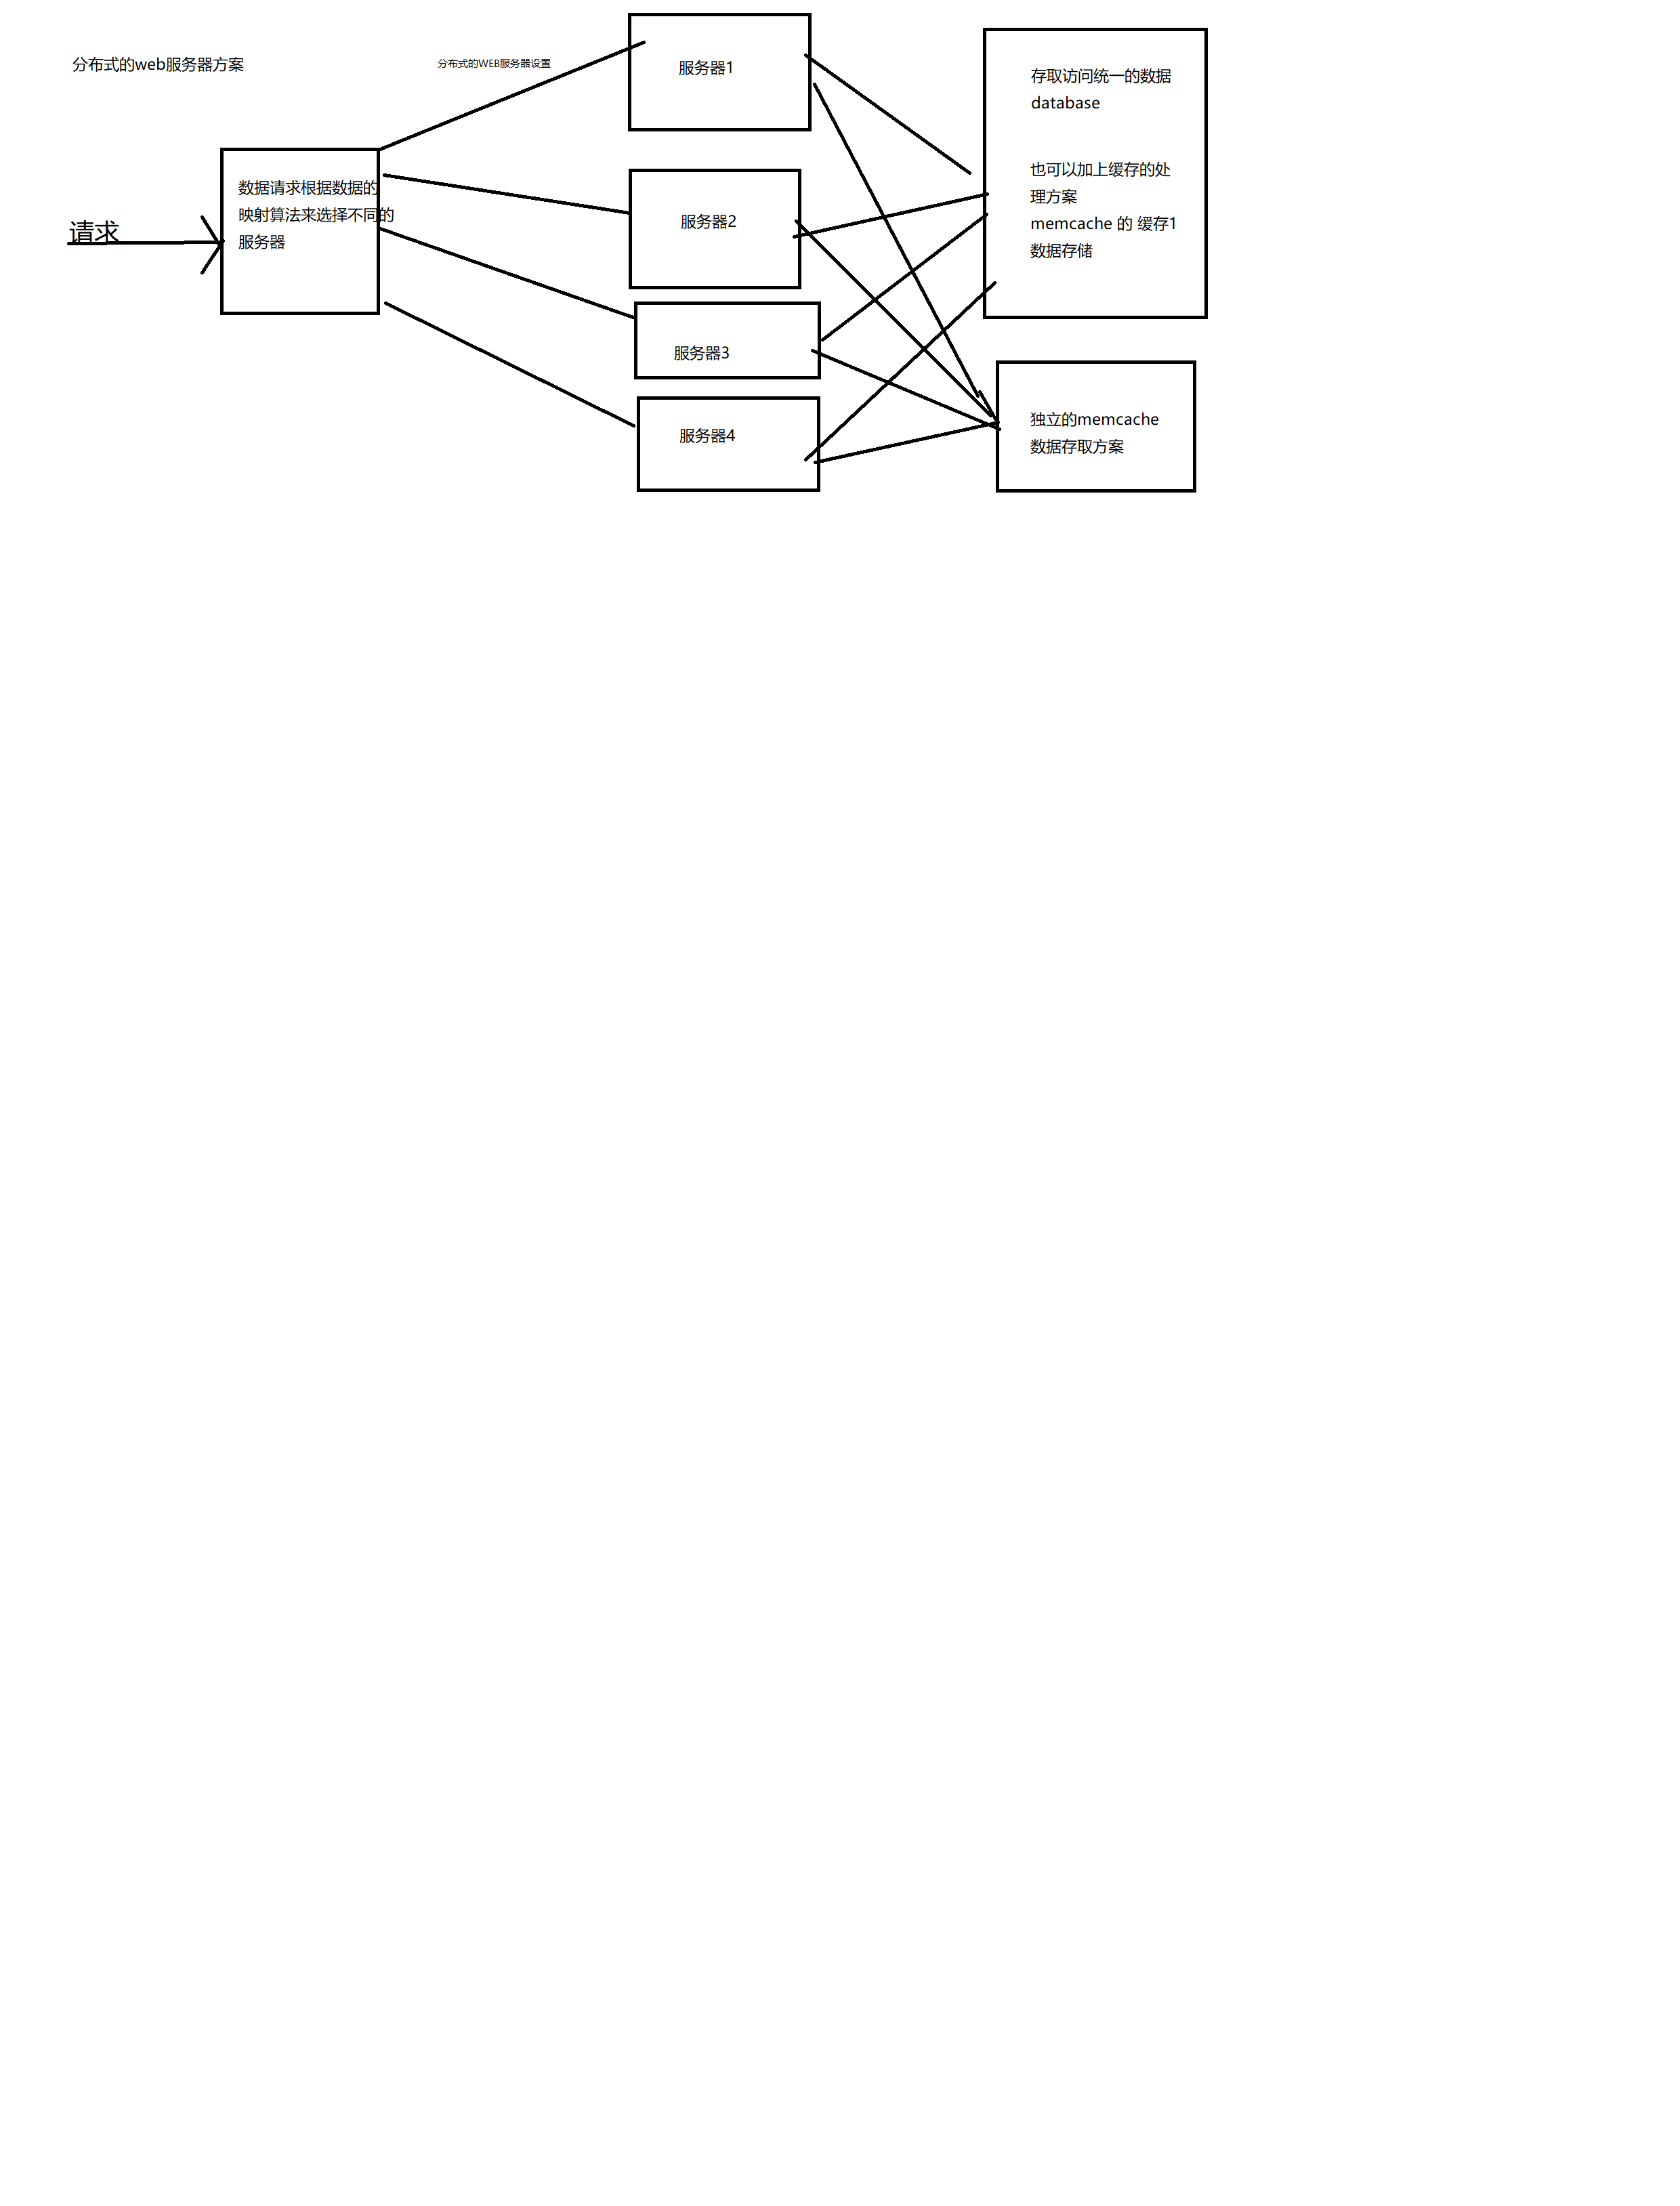 分布式的web服务器方案
分布式的WEB服务器设置
请求
数据请求根据数据的
映射算法来选择不同的
服务器
服务器1
服务器2
服务器3
服务器4
存取访问统一的数据
database
也可以加上缓存的处
理方案
memcache 的 缓存1
数据存储
独立的memcache
数据存取方案